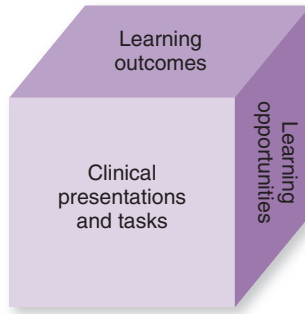 Learning
outcomes
Clinical
presentations
and tasks
Learning
opportunities